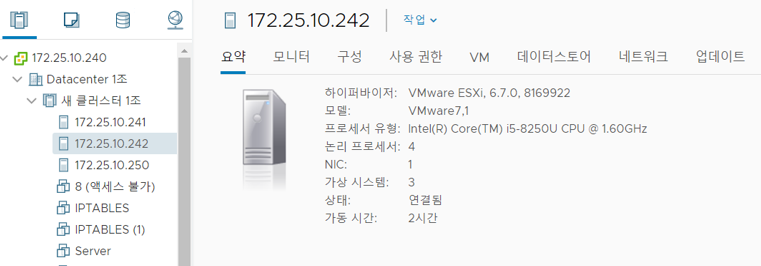 172.25.10.240
Datacenter 1조
새 클러스터 1조
172.25.10.241
172.25.10.242
172.25.10.250
8 (액세스 불가)
IPTABLES
IPTABLES (1)
Server
172.25.10.242 작업
요약 모니터 구성 사용 권한 VM 데이터스토어 네트워크 업데이트
하이퍼바이저: VMware ESXi, 6.7.0, 8169922
모델: VMware7,1
프로세서 유형: Intel(R) Core(TM) i5-8250U CPU @ 1.60GHz
논리 프로세서: 4
NIC: 1
가상 시스템: 3
상태: 연결됨
가동 시간: 2시간